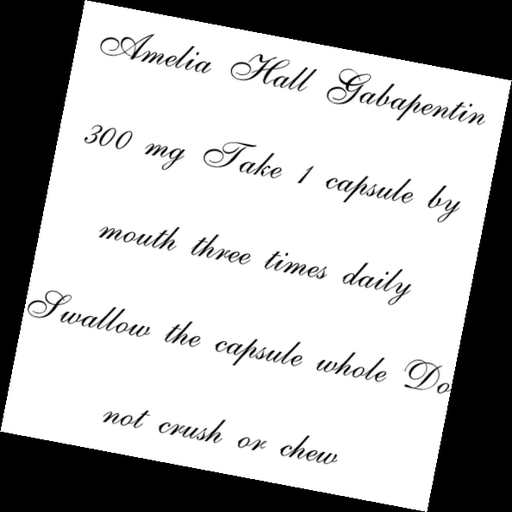 Amelia Hall Gabapentin
300 mg Take 1 capsule by
mouth three times daily
Swallow the capsule whole Do
not crush or chew